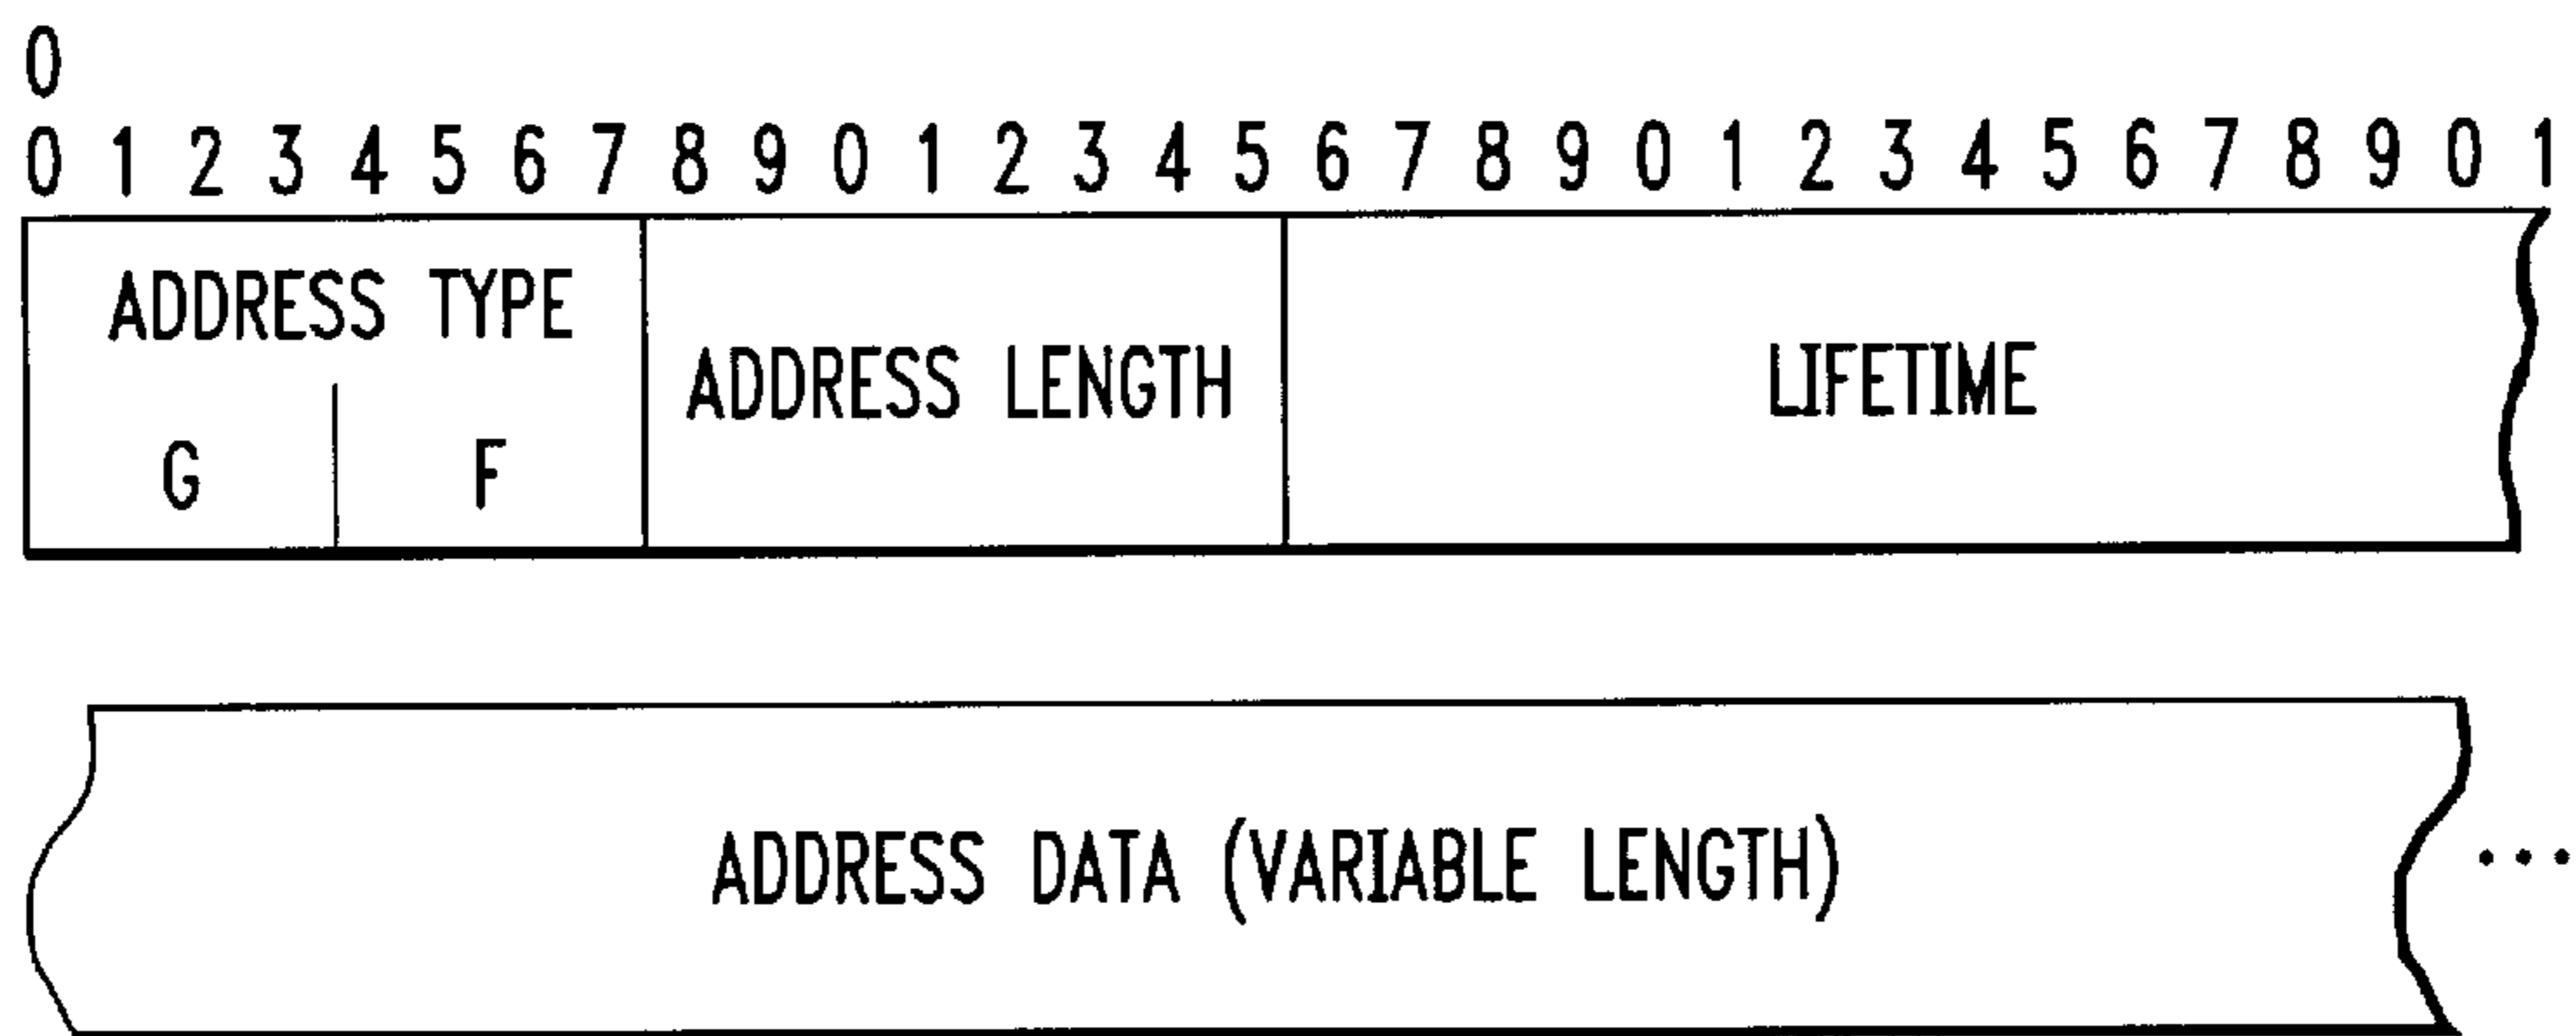 0
0 1 2 3 4 5 6 7 8 9 0 1 2 3 4 5 6 7 8 9 0 1 2 3 4 5 6 7 8 9 0 1
ADDRESS TYPE
G F
ADDRESS LENGTH
LIFETIME
ADDRESS DATA (VARIABLE LENGTH) ...